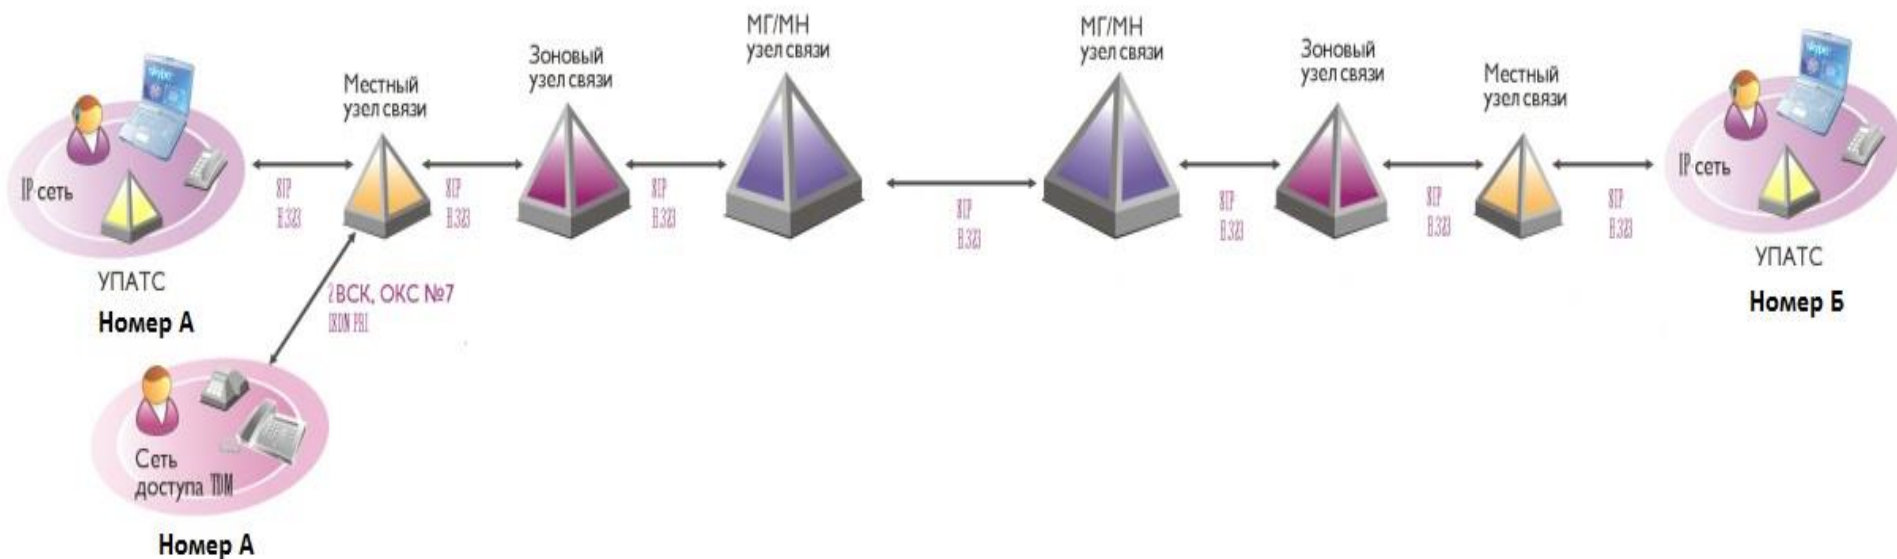 МГ/МН
узел связи
МГ/МН
узел связи
Зоновый
узел связи
Зоновый
узел связи
Местный
узел связи
Местный
узел связи
skype
IP сеть
IP сеть
SIP
H.323
SIP
H.323
SIP
H.323
SIP
H.323
SIP
H.323
SIP
H.323
SIP
H.323
УПАТС
Номер А
УПАТС
Номер Б
2ВСК, ОКС №7
ISDN PRI
Сеть
доступа TDM
Номер А